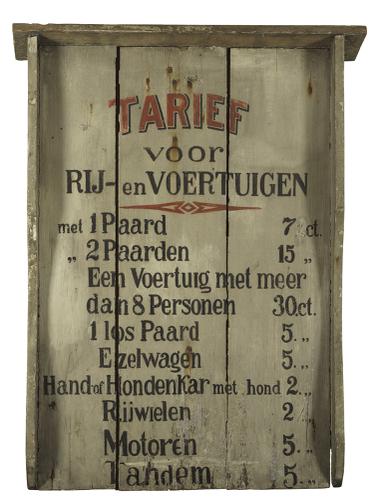 TARIEF
voor
RIJ- en VOERTUIGEN
met 1 Paard 7 ct.
„ 2 Paarden 15 „
Een Voertuig met meer
dan 8 Personen 30 ct.
1 los Paard 5. „
Ezelwagen 5. „
Hand of Hondenkar met hond 2. „
Rijwielen 2 „
Motoren 5. „
Tandem 5 „